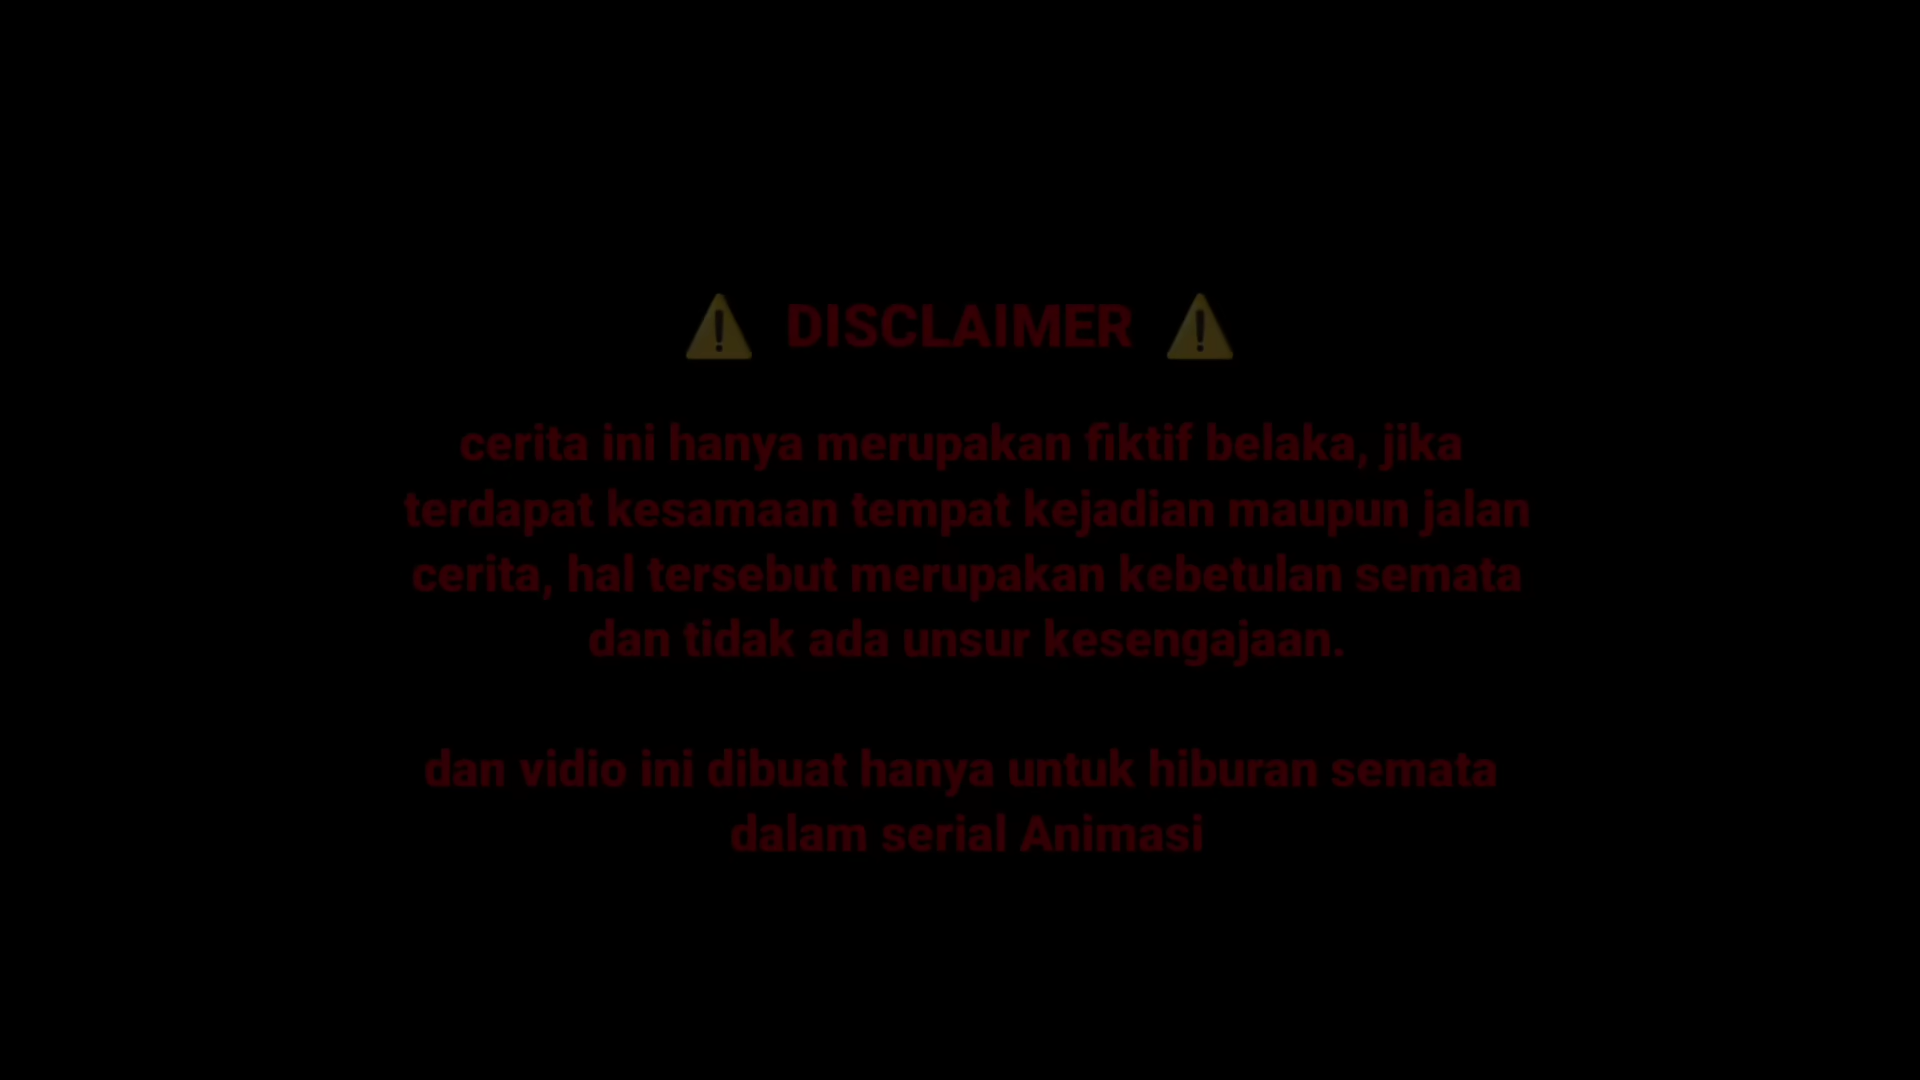 ⚠️ DISCLAIMER ⚠️
cerita ini hanya merupakan fiktif belaka, jika
terdapat kesamaan tempat kejadian maupun jalan
cerita, hal tersebut merupakan kebetulan semata
dan tidak ada unsur kesengajaan.
dan vidio ini dibuat hanya untuk hiburan semata
dalam serial Animasi